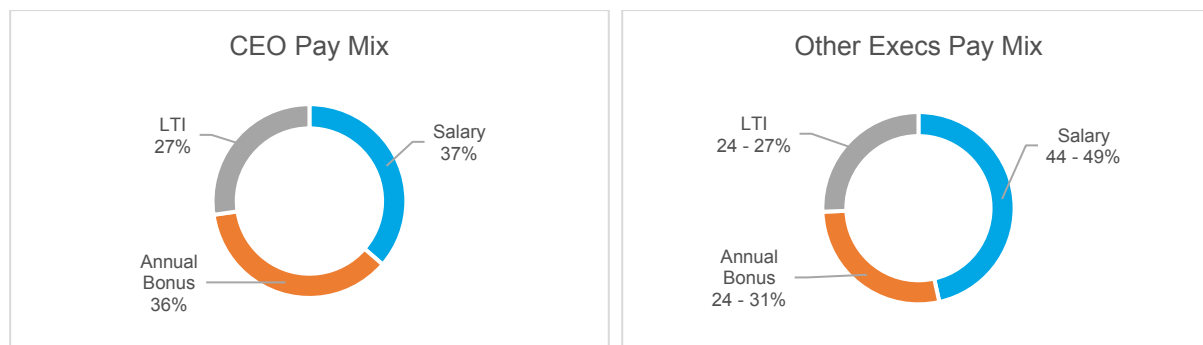 CEO Pay Mix
LTI
27%
Salary
37%
Annual
Bonus
36%
Other Execs Pay Mix
LTI
24 - 27%
Salary
44 - 49%
Annual
Bonus
24 - 31%